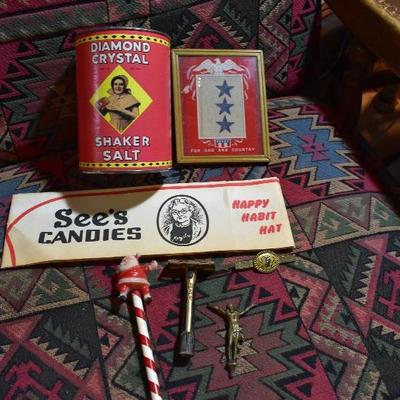 DIAMOND
CRYSTAL
SHAKER
SALT
FOR GOD AND COUNTRY
See's
CANDIES
HAPPY
HABIT
HAT